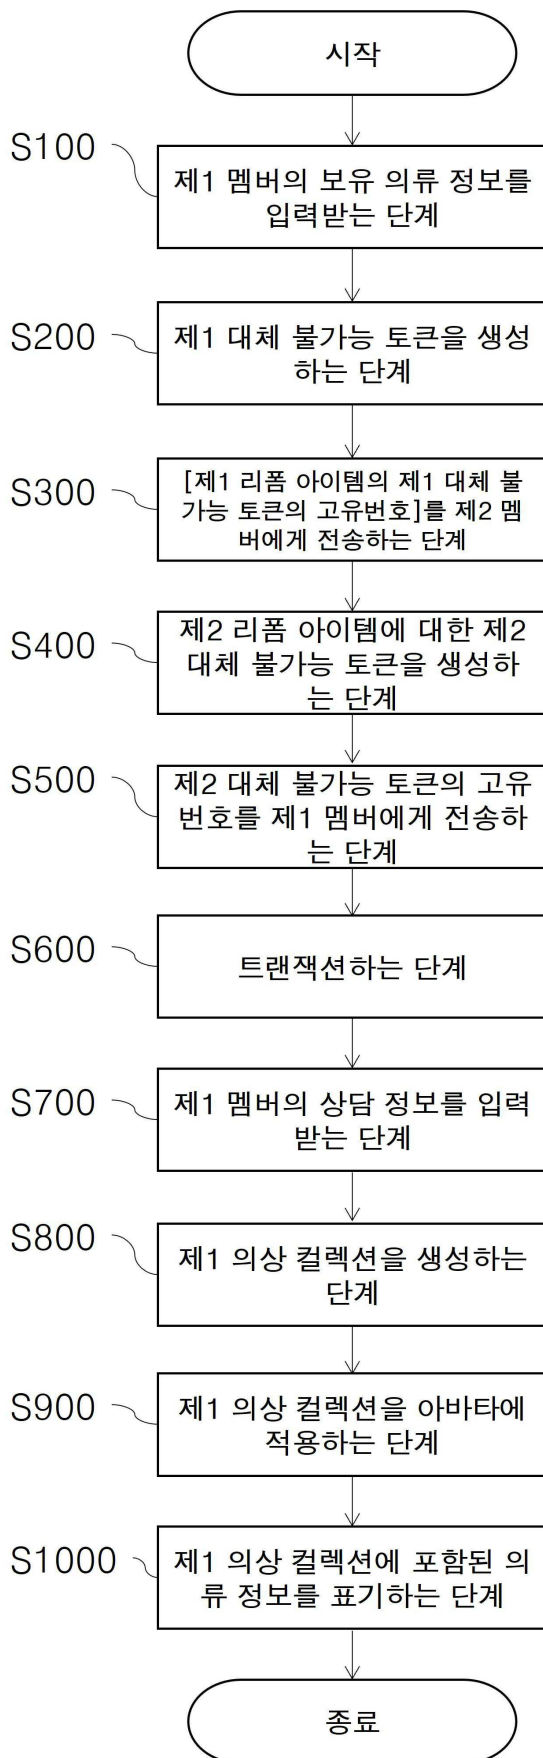 시작
S100
제1 멤버의 보유 의류 정보를
입력받는 단계
S200
제1 대체 불가능 토큰을 생성
하는 단계
S300
[제1 리폼 아이템의 제1 대체 불
가능 토큰의 고유번호]를 제2 멤
버에게 전송하는 단계
S400
제2 리폼 아이템에 대한 제2
대체 불가능 토큰을 생성하
는 단계
S500
제2 대체 불가능 토큰의 고유
번호를 제1 멤버에게 전송하
는 단계
S600
트랜잭션하는 단계
S700
제1 멤버의 상담 정보를 입력
받는 단계
S800
제1 의상 컬렉션을 생성하는
단계
S900
제1 의상 컬렉션을 아바타에
적용하는 단계
S1000
제1 의상 컬렉션에 포함된 의
류 정보를 표기하는 단계
종료